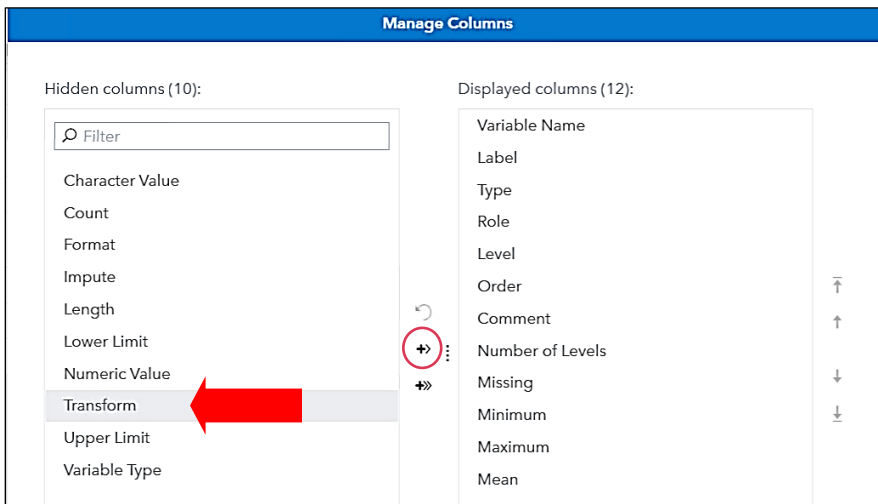 Manage Columns
Hidden columns (10):
Filter
Character Value
Count
Format
Impute
Length
Lower Limit
Numeric Value
Transform
Upper Limit
Variable Type
Displayed columns (12):
Variable Name
Label
Type
Role
Level
Order
Comment
Number of Levels
Missing
Minimum
Maximum
Mean